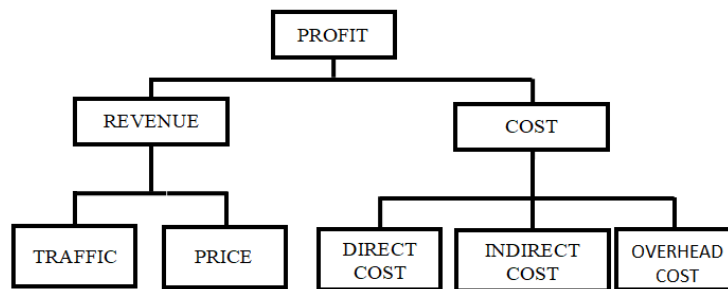 PROFIT
REVENUE
COST
TRAFFIC
PRICE
DIRECT
COST
INDIRECT
COST
OVERHEAD
COST